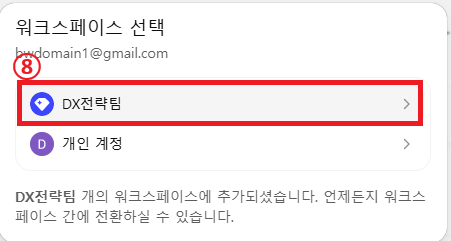 워크스페이스 선택
bwdomain1@gmail.com
⑧
DX전략팀
D 개인 계정
DX전략팀 개의 워크스페이스에 추가되셨습니다. 언제든지 워크스
페이스 간에 전환하실 수 있습니다.